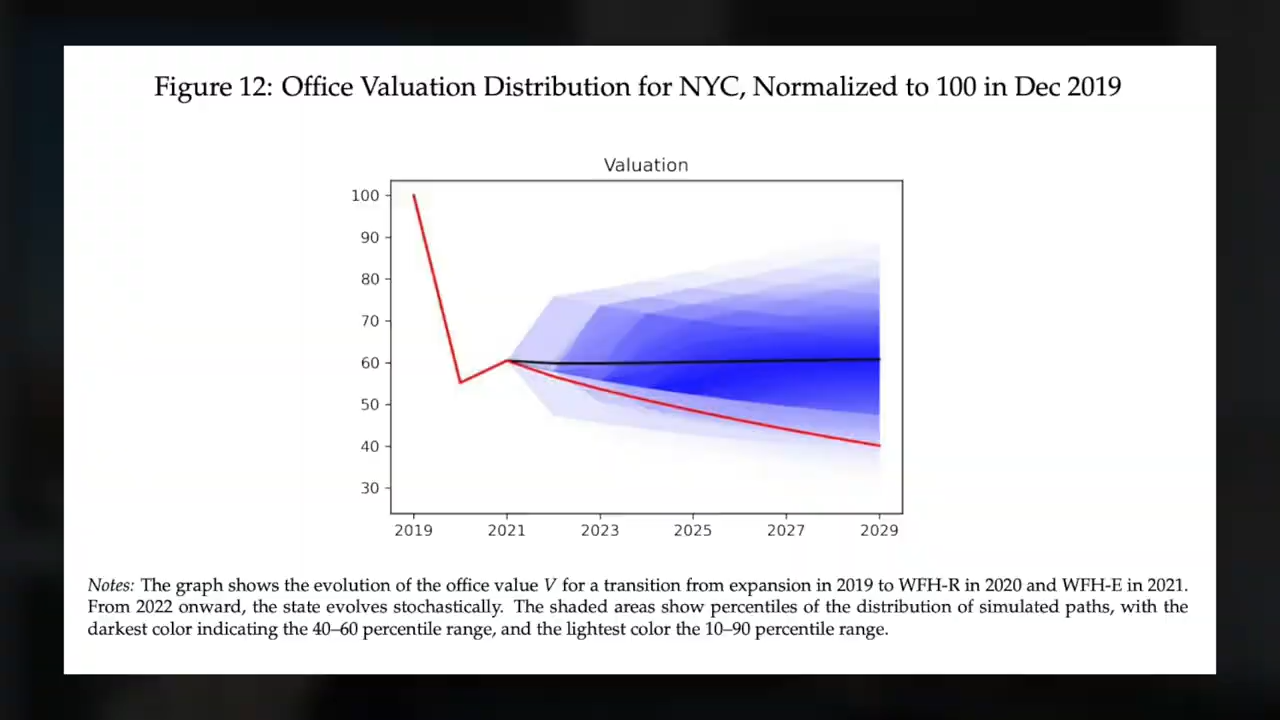 Figure 12: Office Valuation Distribution for NYC, Normalized to 100 in Dec 2019
Valuation
100
90
80
70
60
50
40
30
2019 2021 2023 2025 2027 2029
Notes: The graph shows the evolution of the office value V for a transition from expansion in 2019 to WFH-R in 2020 and WFH-E in 2021.
From 2022 onward, the state evolves stochastically. The shaded areas show percentiles of the distribution of simulated paths, with the
darkest color indicating the 40–60 percentile range, and the lightest color the 10–90 percentile range.